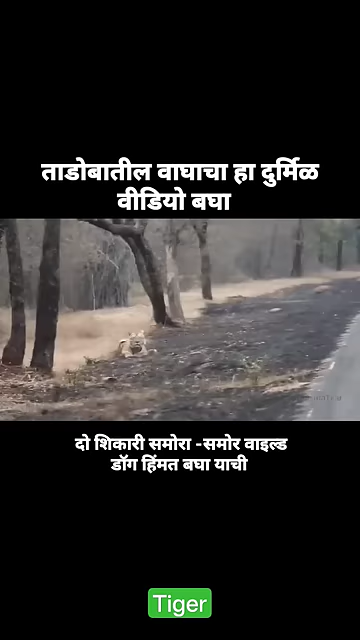 ताडोबातील वाघाचा हा दुर्मिळ
वीडियो बघा
दो शिकारी समोरा -समोर वाइल्ड
डॉग हिंमत बघा याची
Tiger